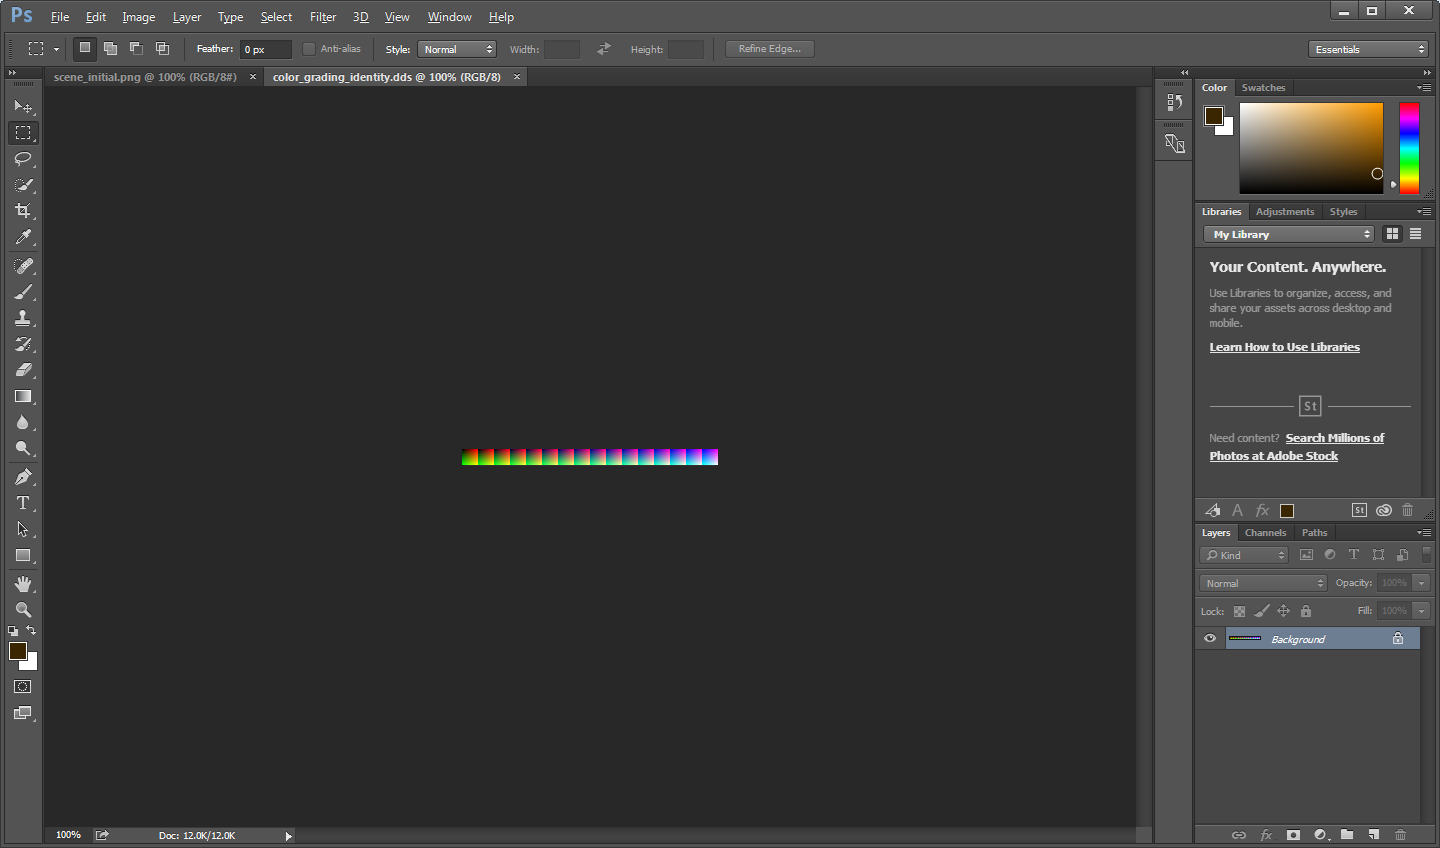 Ps File Edit Image Layer Type Select Filter 3D View Window Help
Feather: 0 px Anti-alias Style: Normal Width: Height: Refine Edge... Essentials
scene_initial.png @ 100% (RGB/8#) × color_grading_identity.dds @ 100% (RGB/8) ×
Color Swatches
Libraries Adjustments Styles
My Library
Your Content. Anywhere.
Use Libraries to organize, access, and
share your assets across desktop and
mobile.
Learn How to Use Libraries
St
Need content? Search Millions of
Photos at Adobe Stock
A fx St
Layers Channels Paths
Kind T
Normal Opacity: 100%
Lock: Fill: 100%
Background
T
100% Doc: 12.0K/12.0K
fx